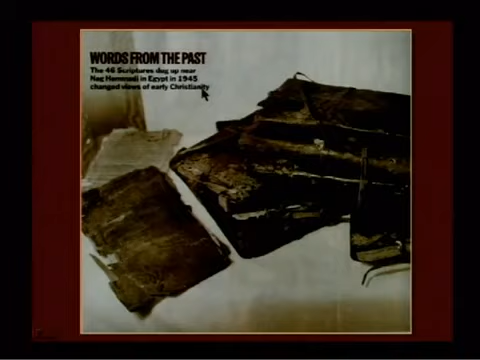 WORDS FROM THE PAST
The 46 Scriptures dug up near
Nag Hammadi in Egypt in 1945
changed views of early Christianity